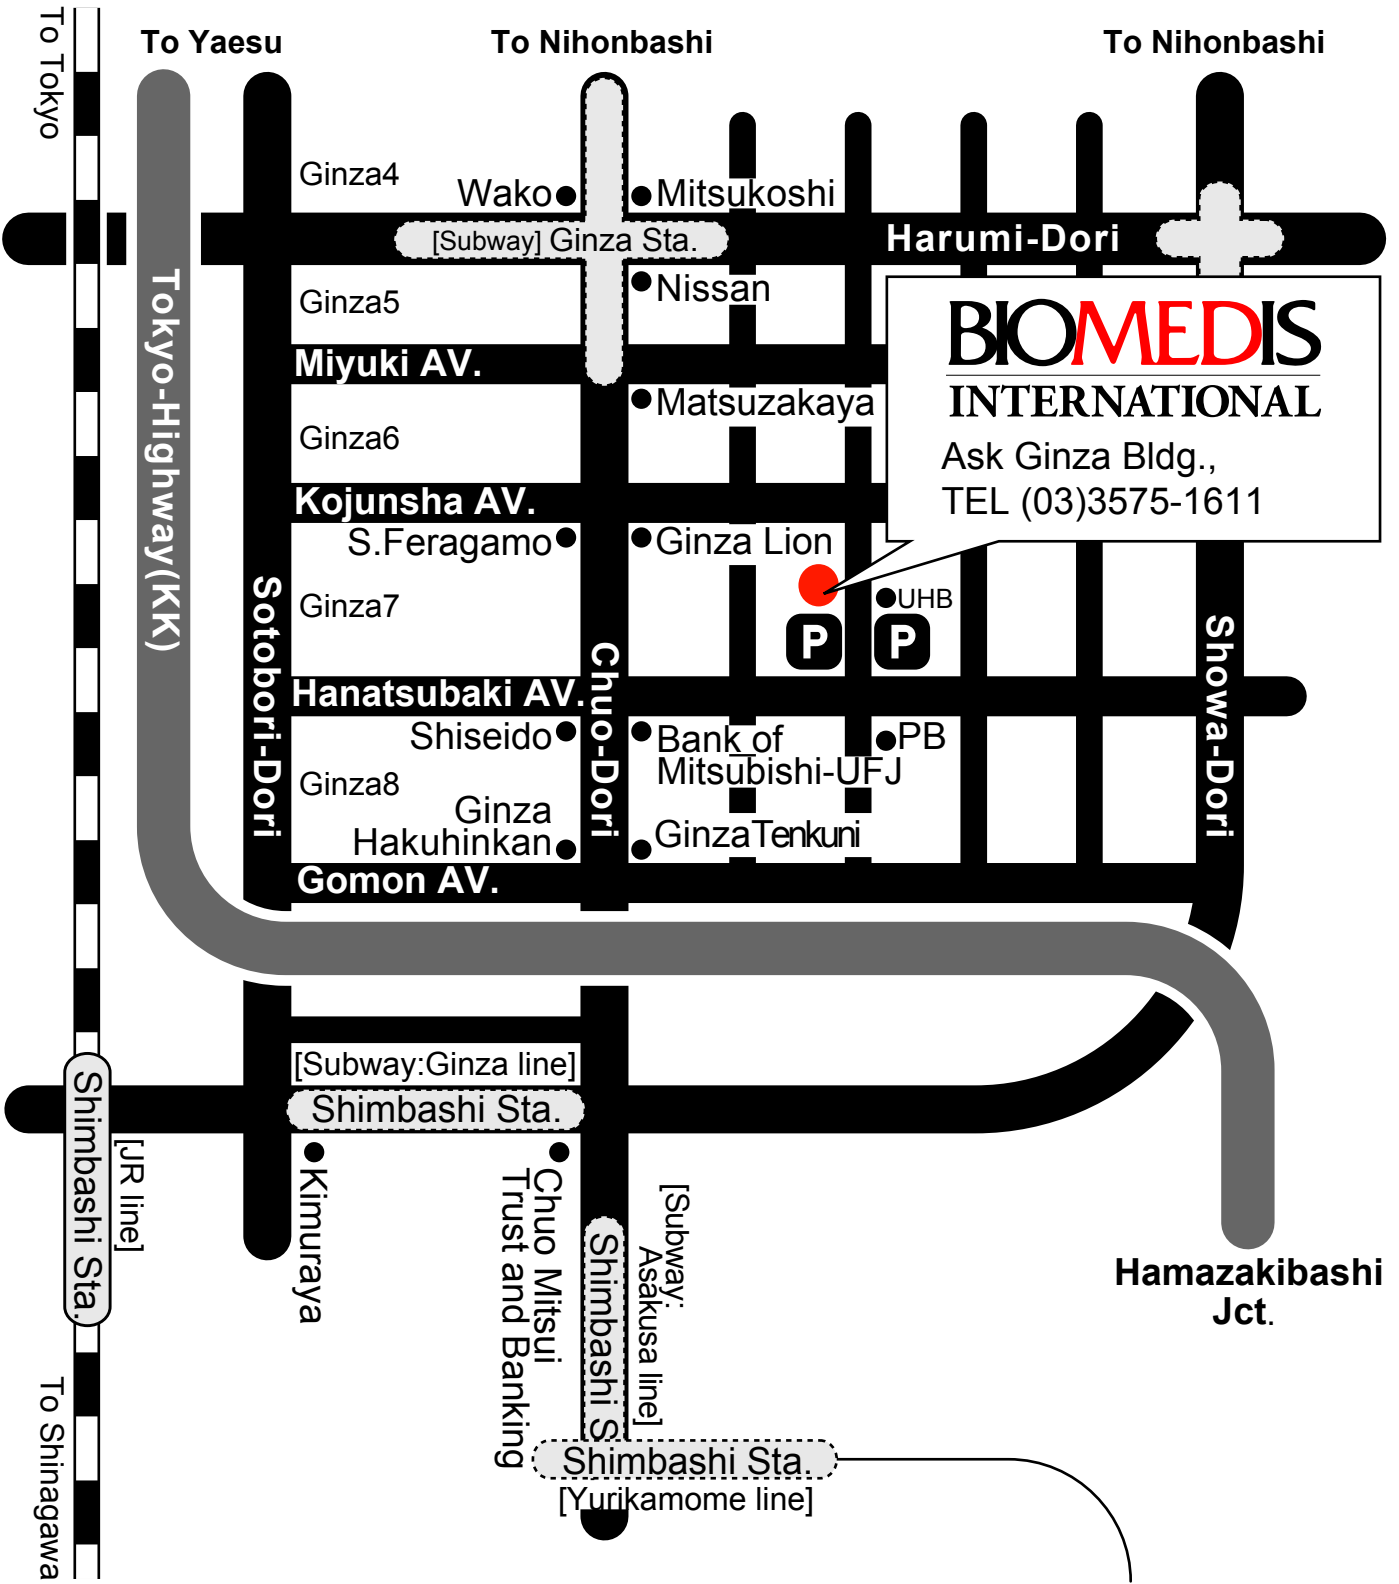 To Tokyo
To Yaesu
To Nihonbashi
To Nihonbashi
Ginza4
Wako
Mitsukoshi
[Subway] Ginza Sta.
Harumi-Dori
Tokyo-Highway(KK)
Ginza5
Nissan
BIOMEDIS
INTERNATIONAL
Ask Ginza Bldg.,
TEL (03)3575-1611
Miyuki AV.
Matsuzakaya
Ginza6
Kojunsha AV.
S.Feragamo
Ginza Lion
Sotobori-Dori
Ginza7
UHB
P
P
Chuo-Dori
Showa-Dori
Hanatsubaki AV.
Shiseido
Bank of
Mitsubishi-UFJ
PB
Ginza8
Ginza
Hakuhinkan
GinzaTenkuni
Gomon AV.
[Subway:Ginza line]
Shimbashi Sta.
Shimbashi Sta.
[JR line]
Kimuraya
Chuo Mitsui
Trust and Banking
[Subway:
Asakusa line]
Shimbashi S
Hamazakibashi
Jct.
Shimbashi Sta.
[Yurikamome line]
To Shinagawa